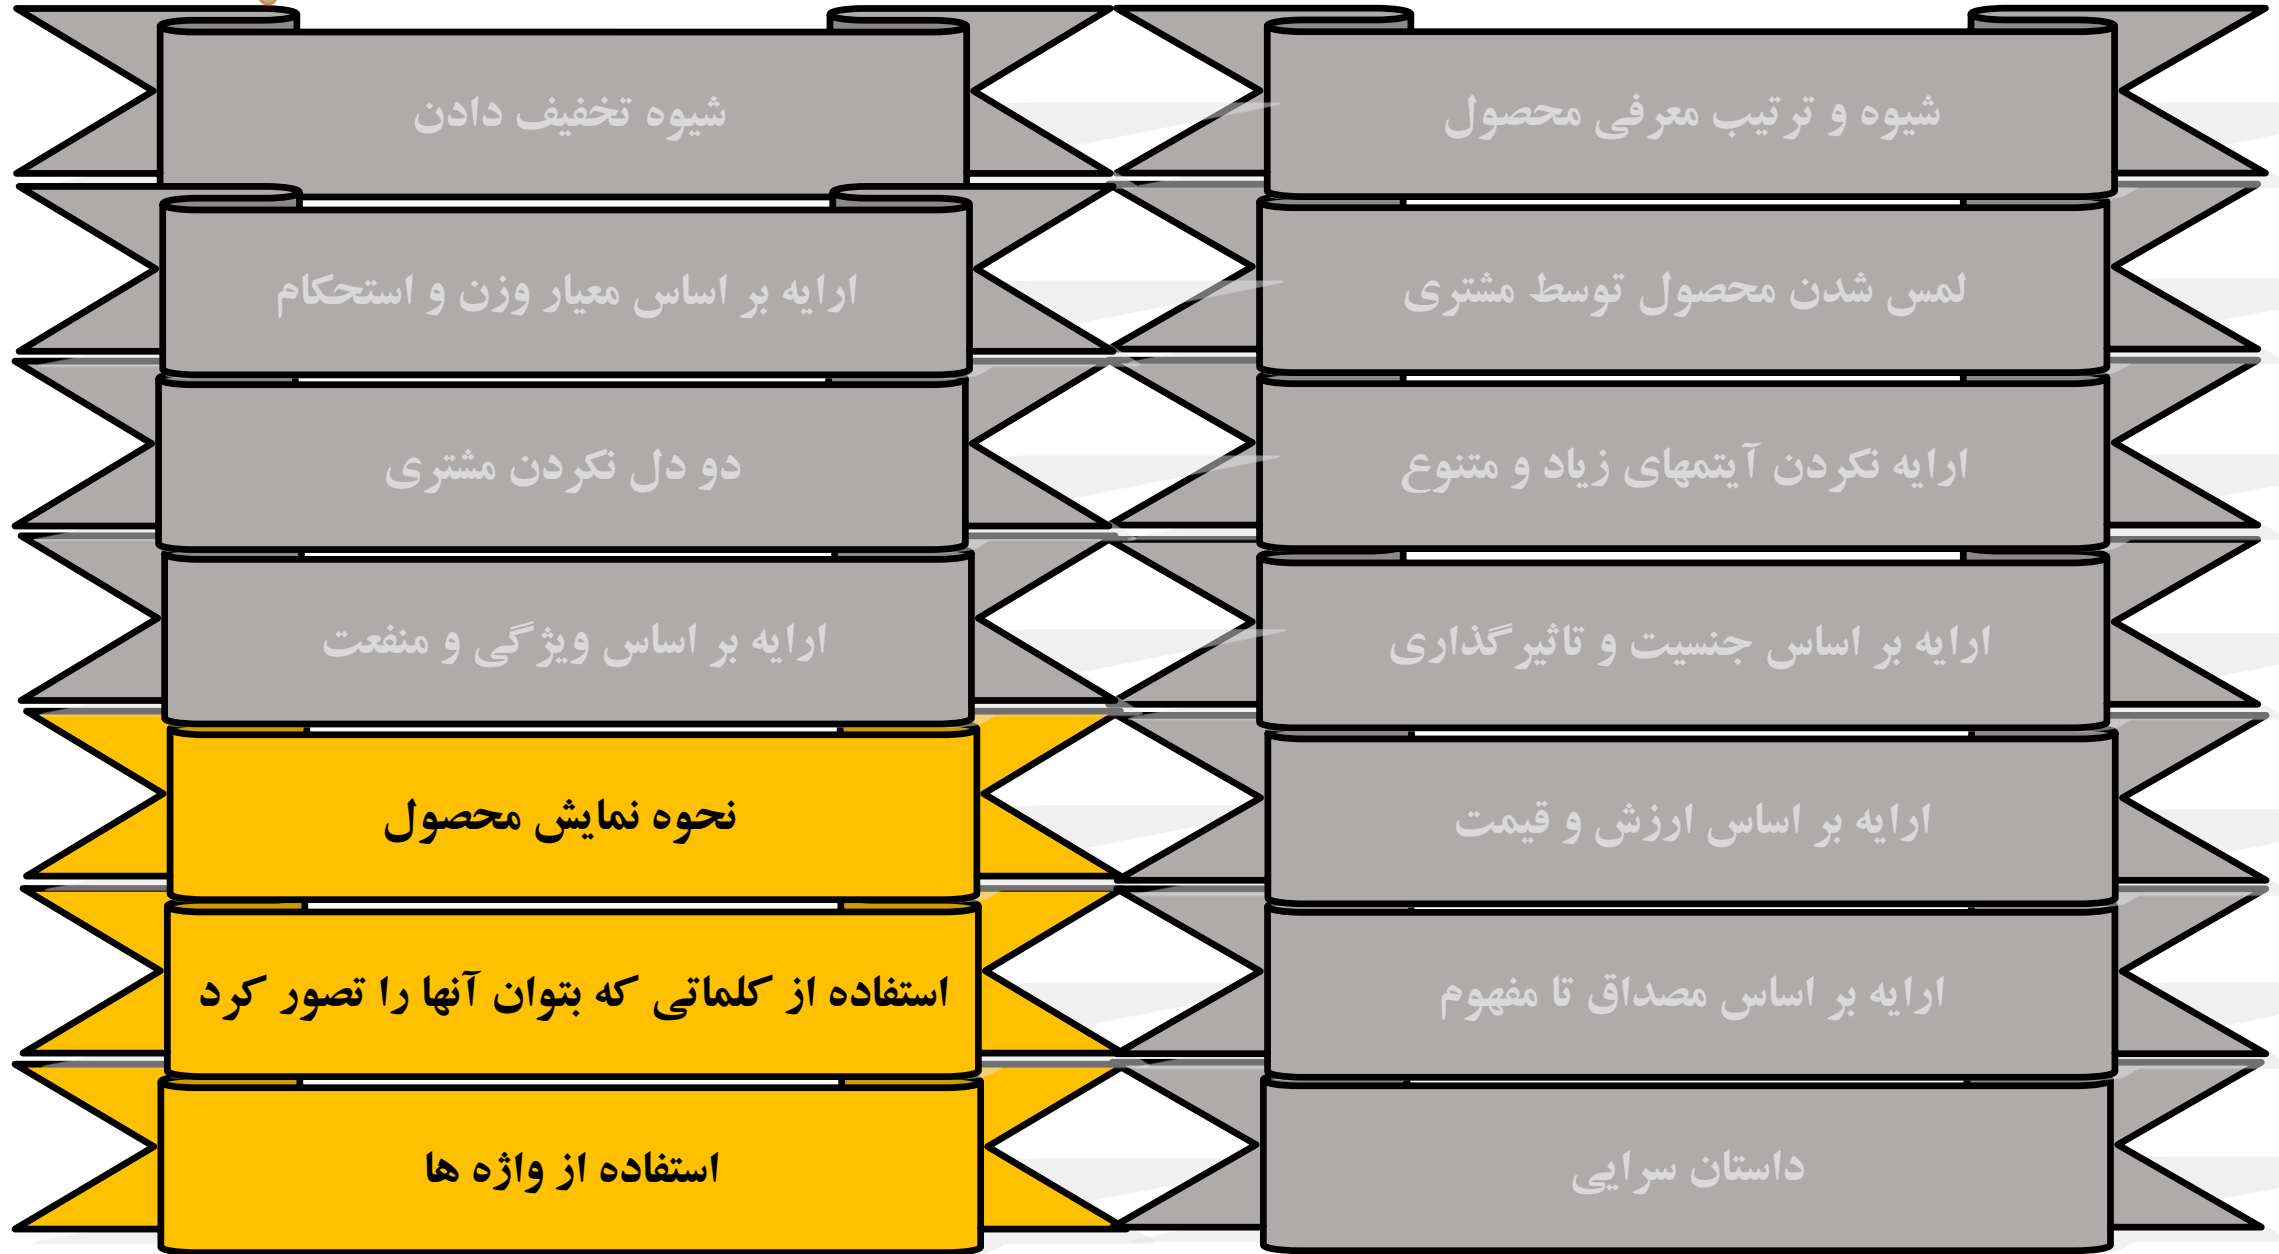 شیوه و ترتیب معرفی محصول
لمس شدن محصول توسط مشتری
ارایه نکردن آیتمهای زیاد و متنوع
ارایه بر اساس جنسیت و تاثیرگذاری
ارایه بر اساس ارزش و قیمت
ارایه بر اساس مصداق تا مفهوم
داستان سرایی
شیوه تخفیف دادن
ارایه بر اساس معیار وزن و استحکام
دو دل نکردن مشتری
ارایه بر اساس ویژگی و منفعت
نحوه نمایش محصول
استفاده از کلماتی که بتوان آنها را تصور کرد
استفاده از واژه ها